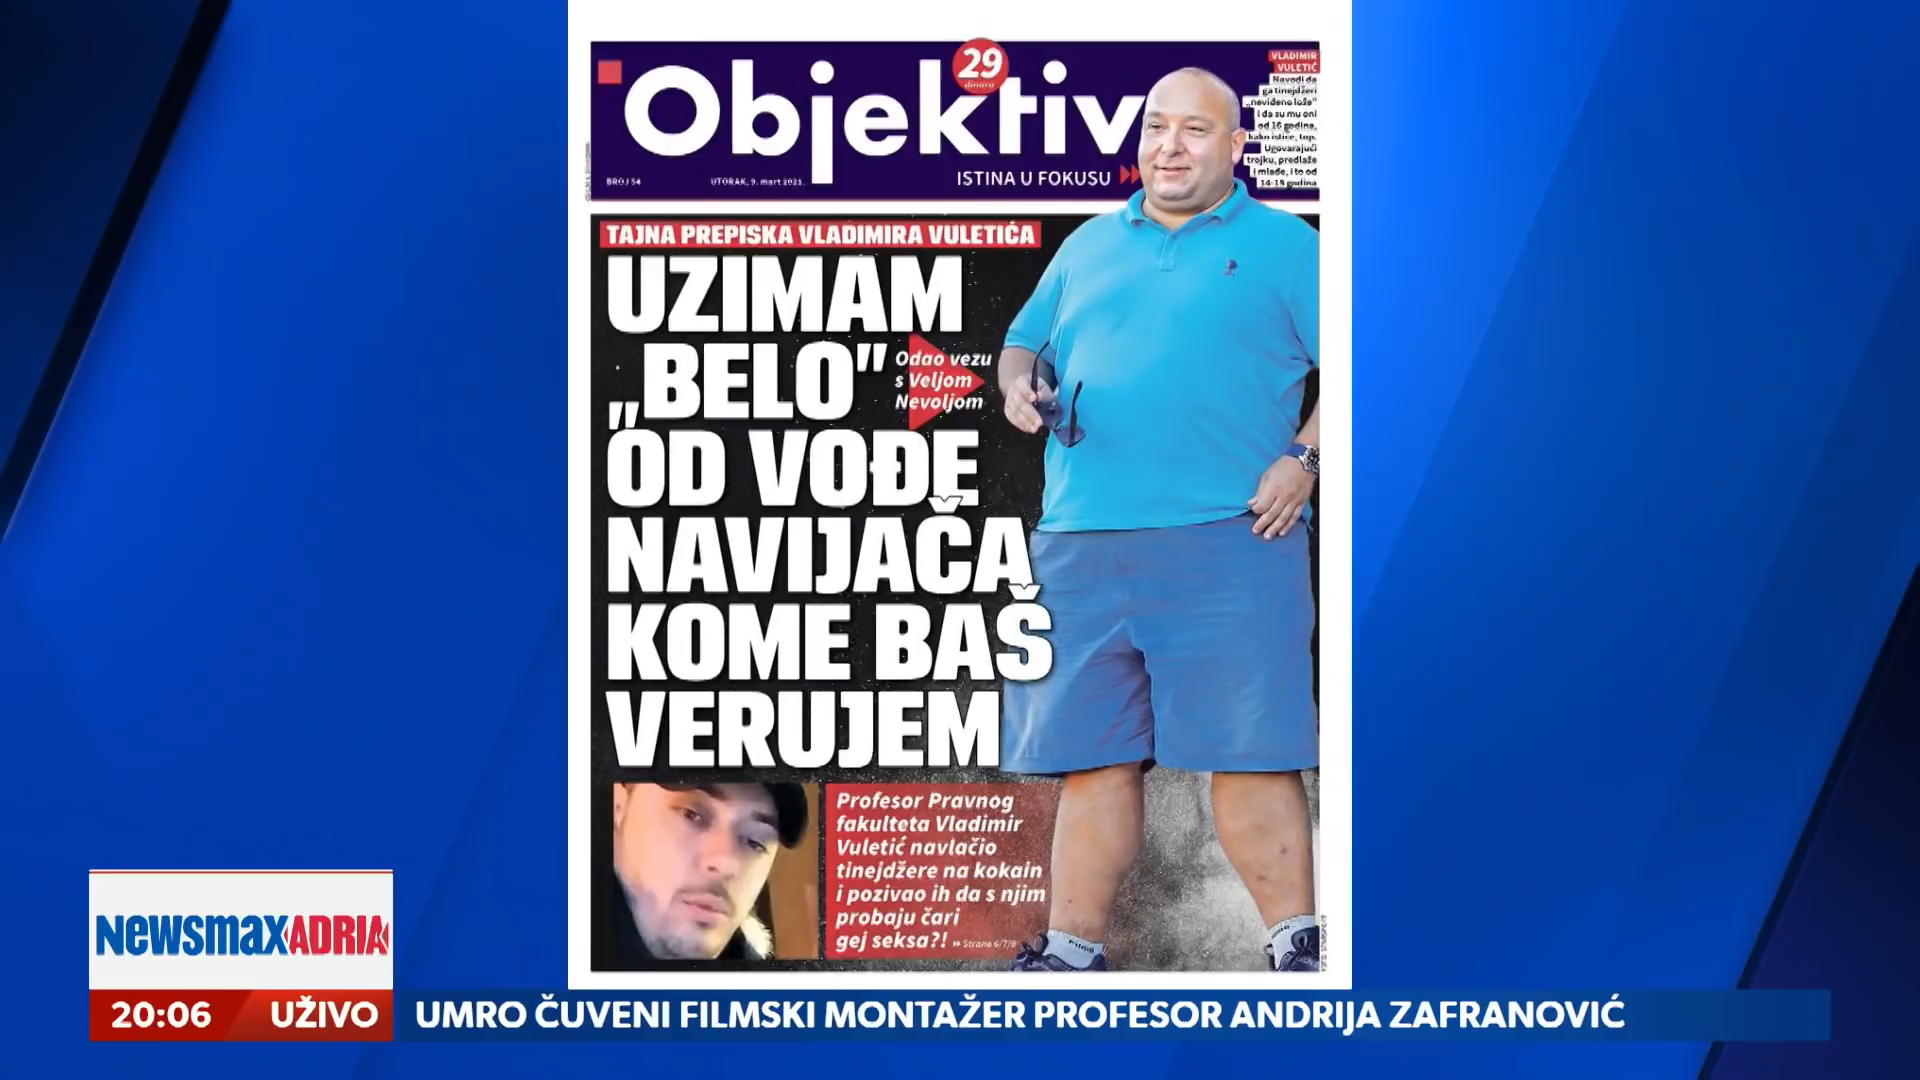 Objektiv
29
dinara
ISTINA U FOKUSU
BROJ 54
UTORAK, 9. mart 2021.
VLADIMIR
VULETIĆ
Navodi da
ga tinejdžeri
„neviđeno lože"
i da su mu oni
od 16 godina,
kako ističe, top.
Ugovarajući
trojku, predlaže
i mlađe, i to od
14-15 godina
TAJNA PREPISKA VLADIMIRA VULETIĆA
UZIMAM
„BELO"
OD VOĐE
NAVIJAČA
KOME BAŠ
VERUJEM
Odao vezu
s Veljom
Nevoljom
Profesor Pravnog
fakulteta Vladimir
Vuletić navlačio
tinejdžere na kokain
i pozivao ih da s njim
probaju čari
gej seksa?! » Strane 6/7/8
NEWSMAX ADRIA
20:06 UŽIVO
UMRO ČUVENI FILMSKI MONTAŽER PROFESOR ANDRIJA ZAFRANOVIĆ